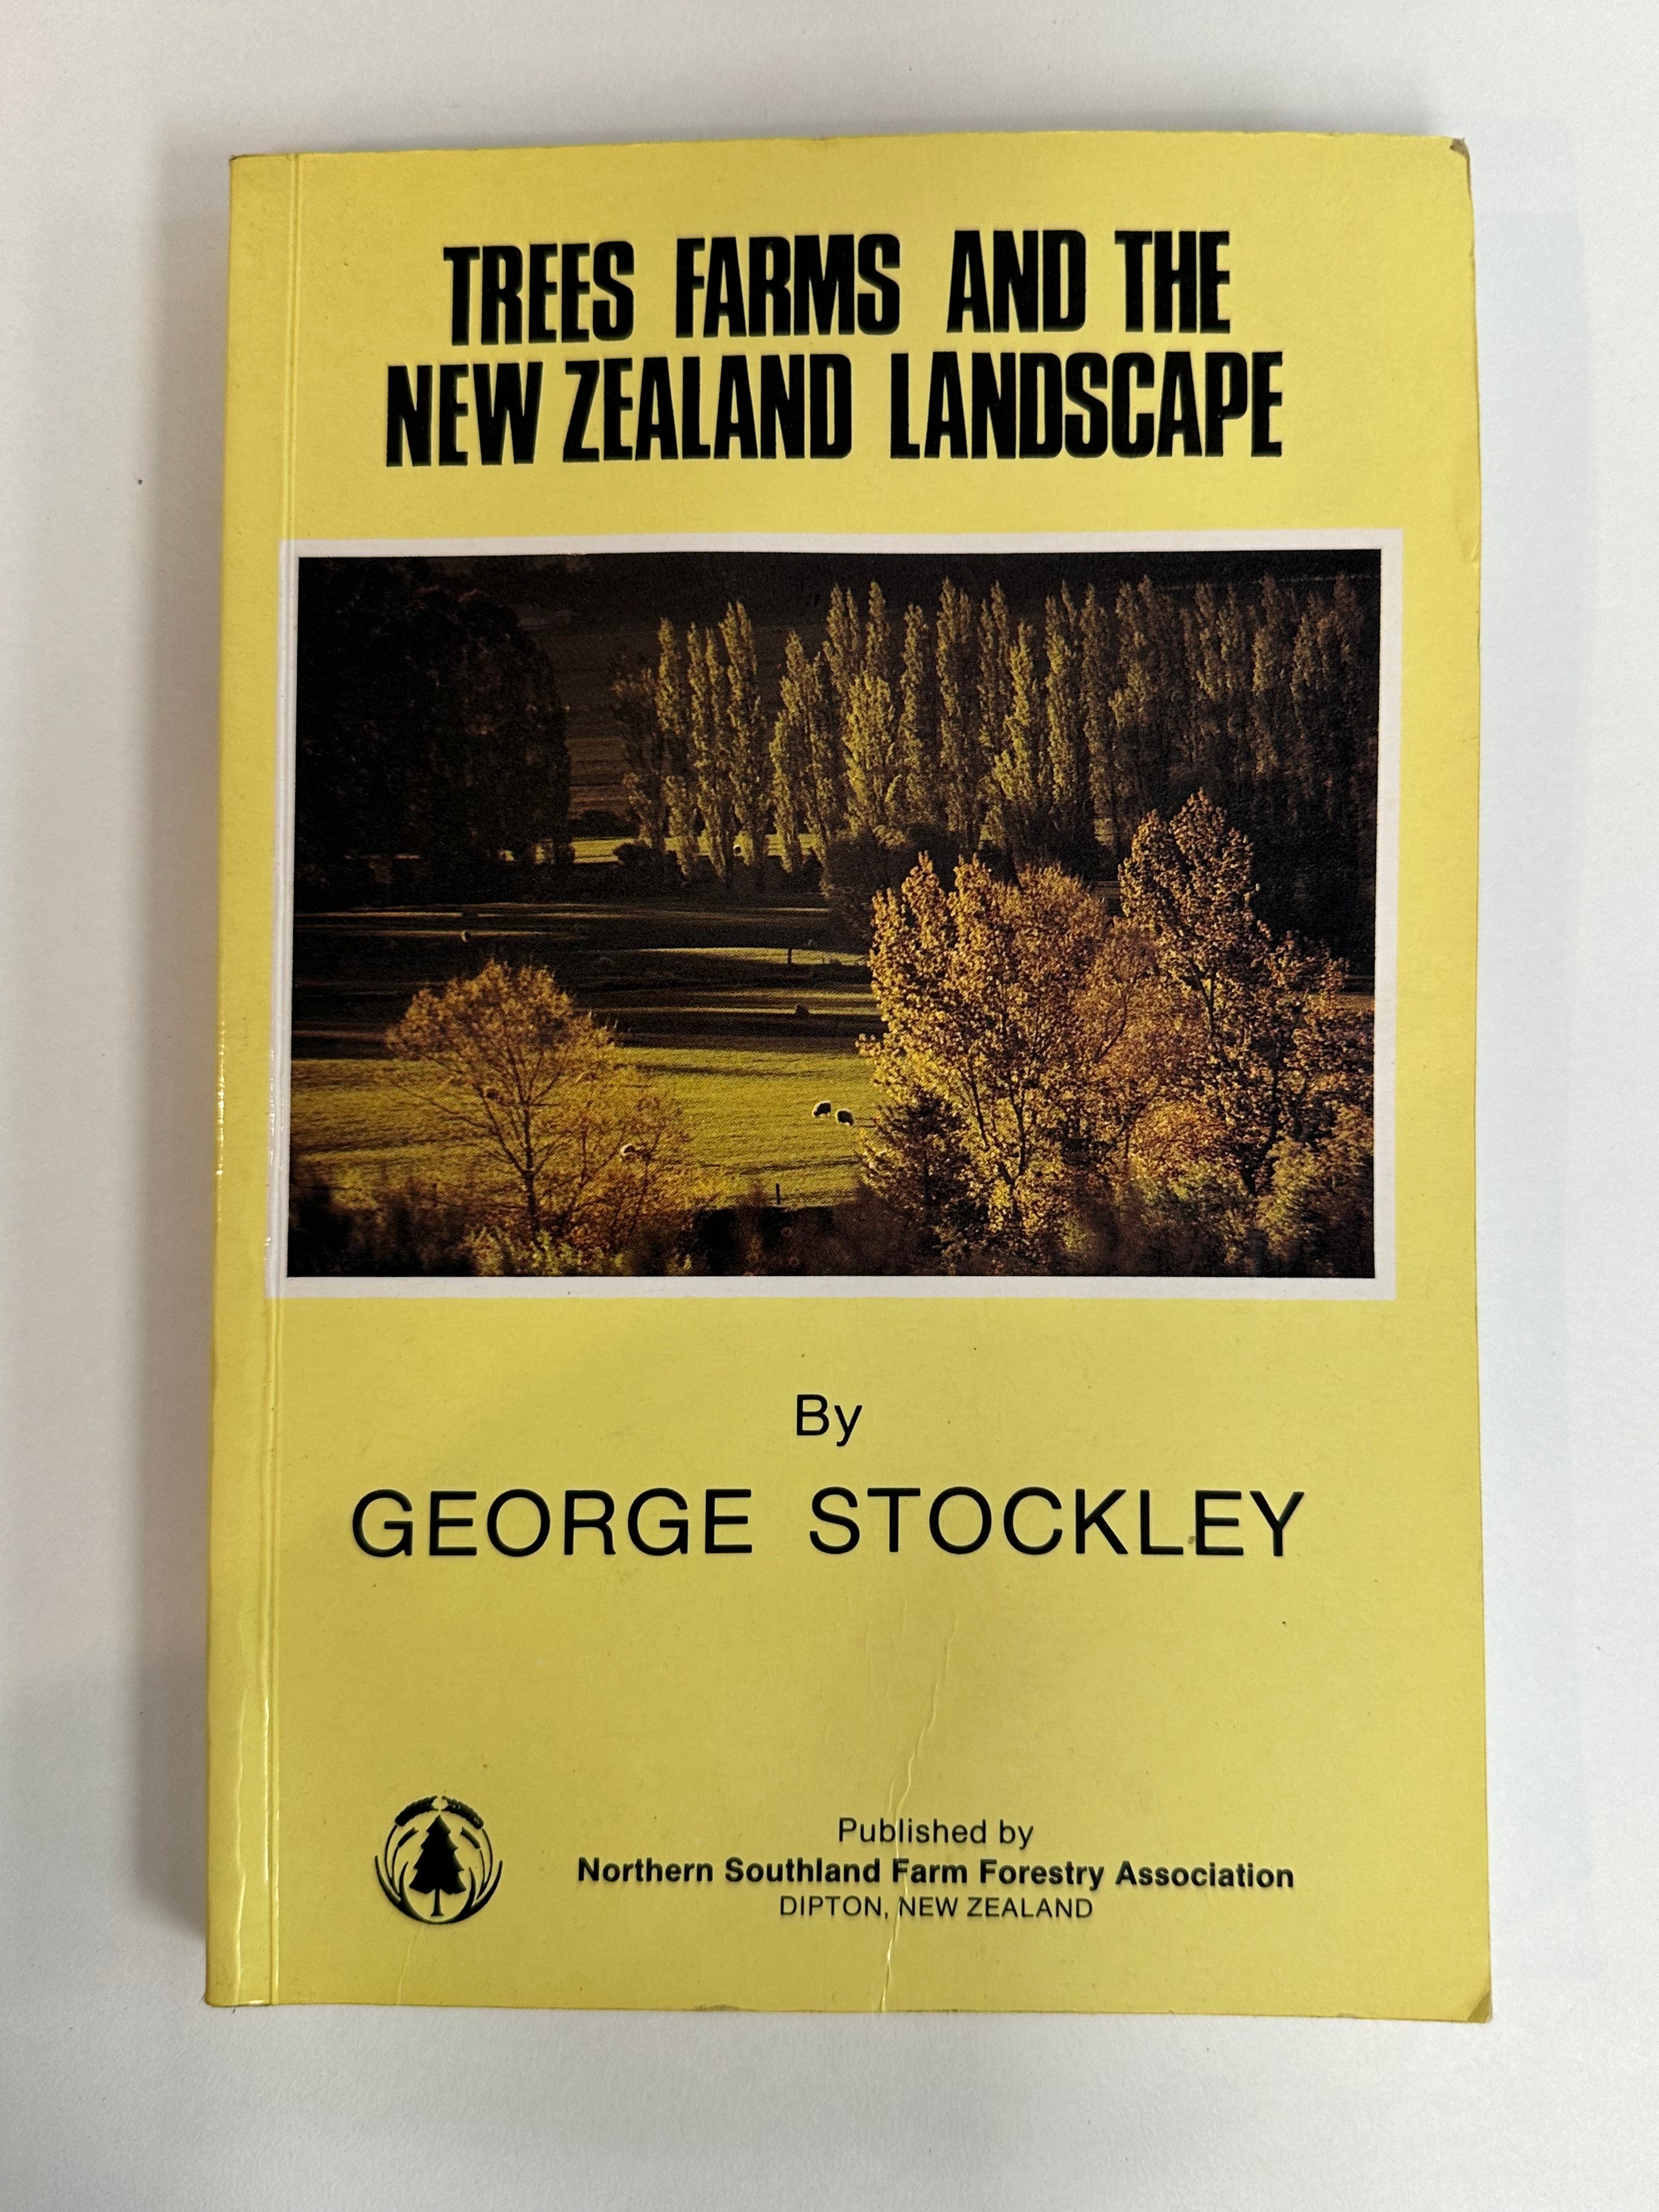 TREES FARMS AND THE
NEW ZEALAND LANDSCAPE
By
GEORGE STOCKLEY
Published by
Northern Southland Farm Forestry Association
DIPTON, NEW ZEALAND